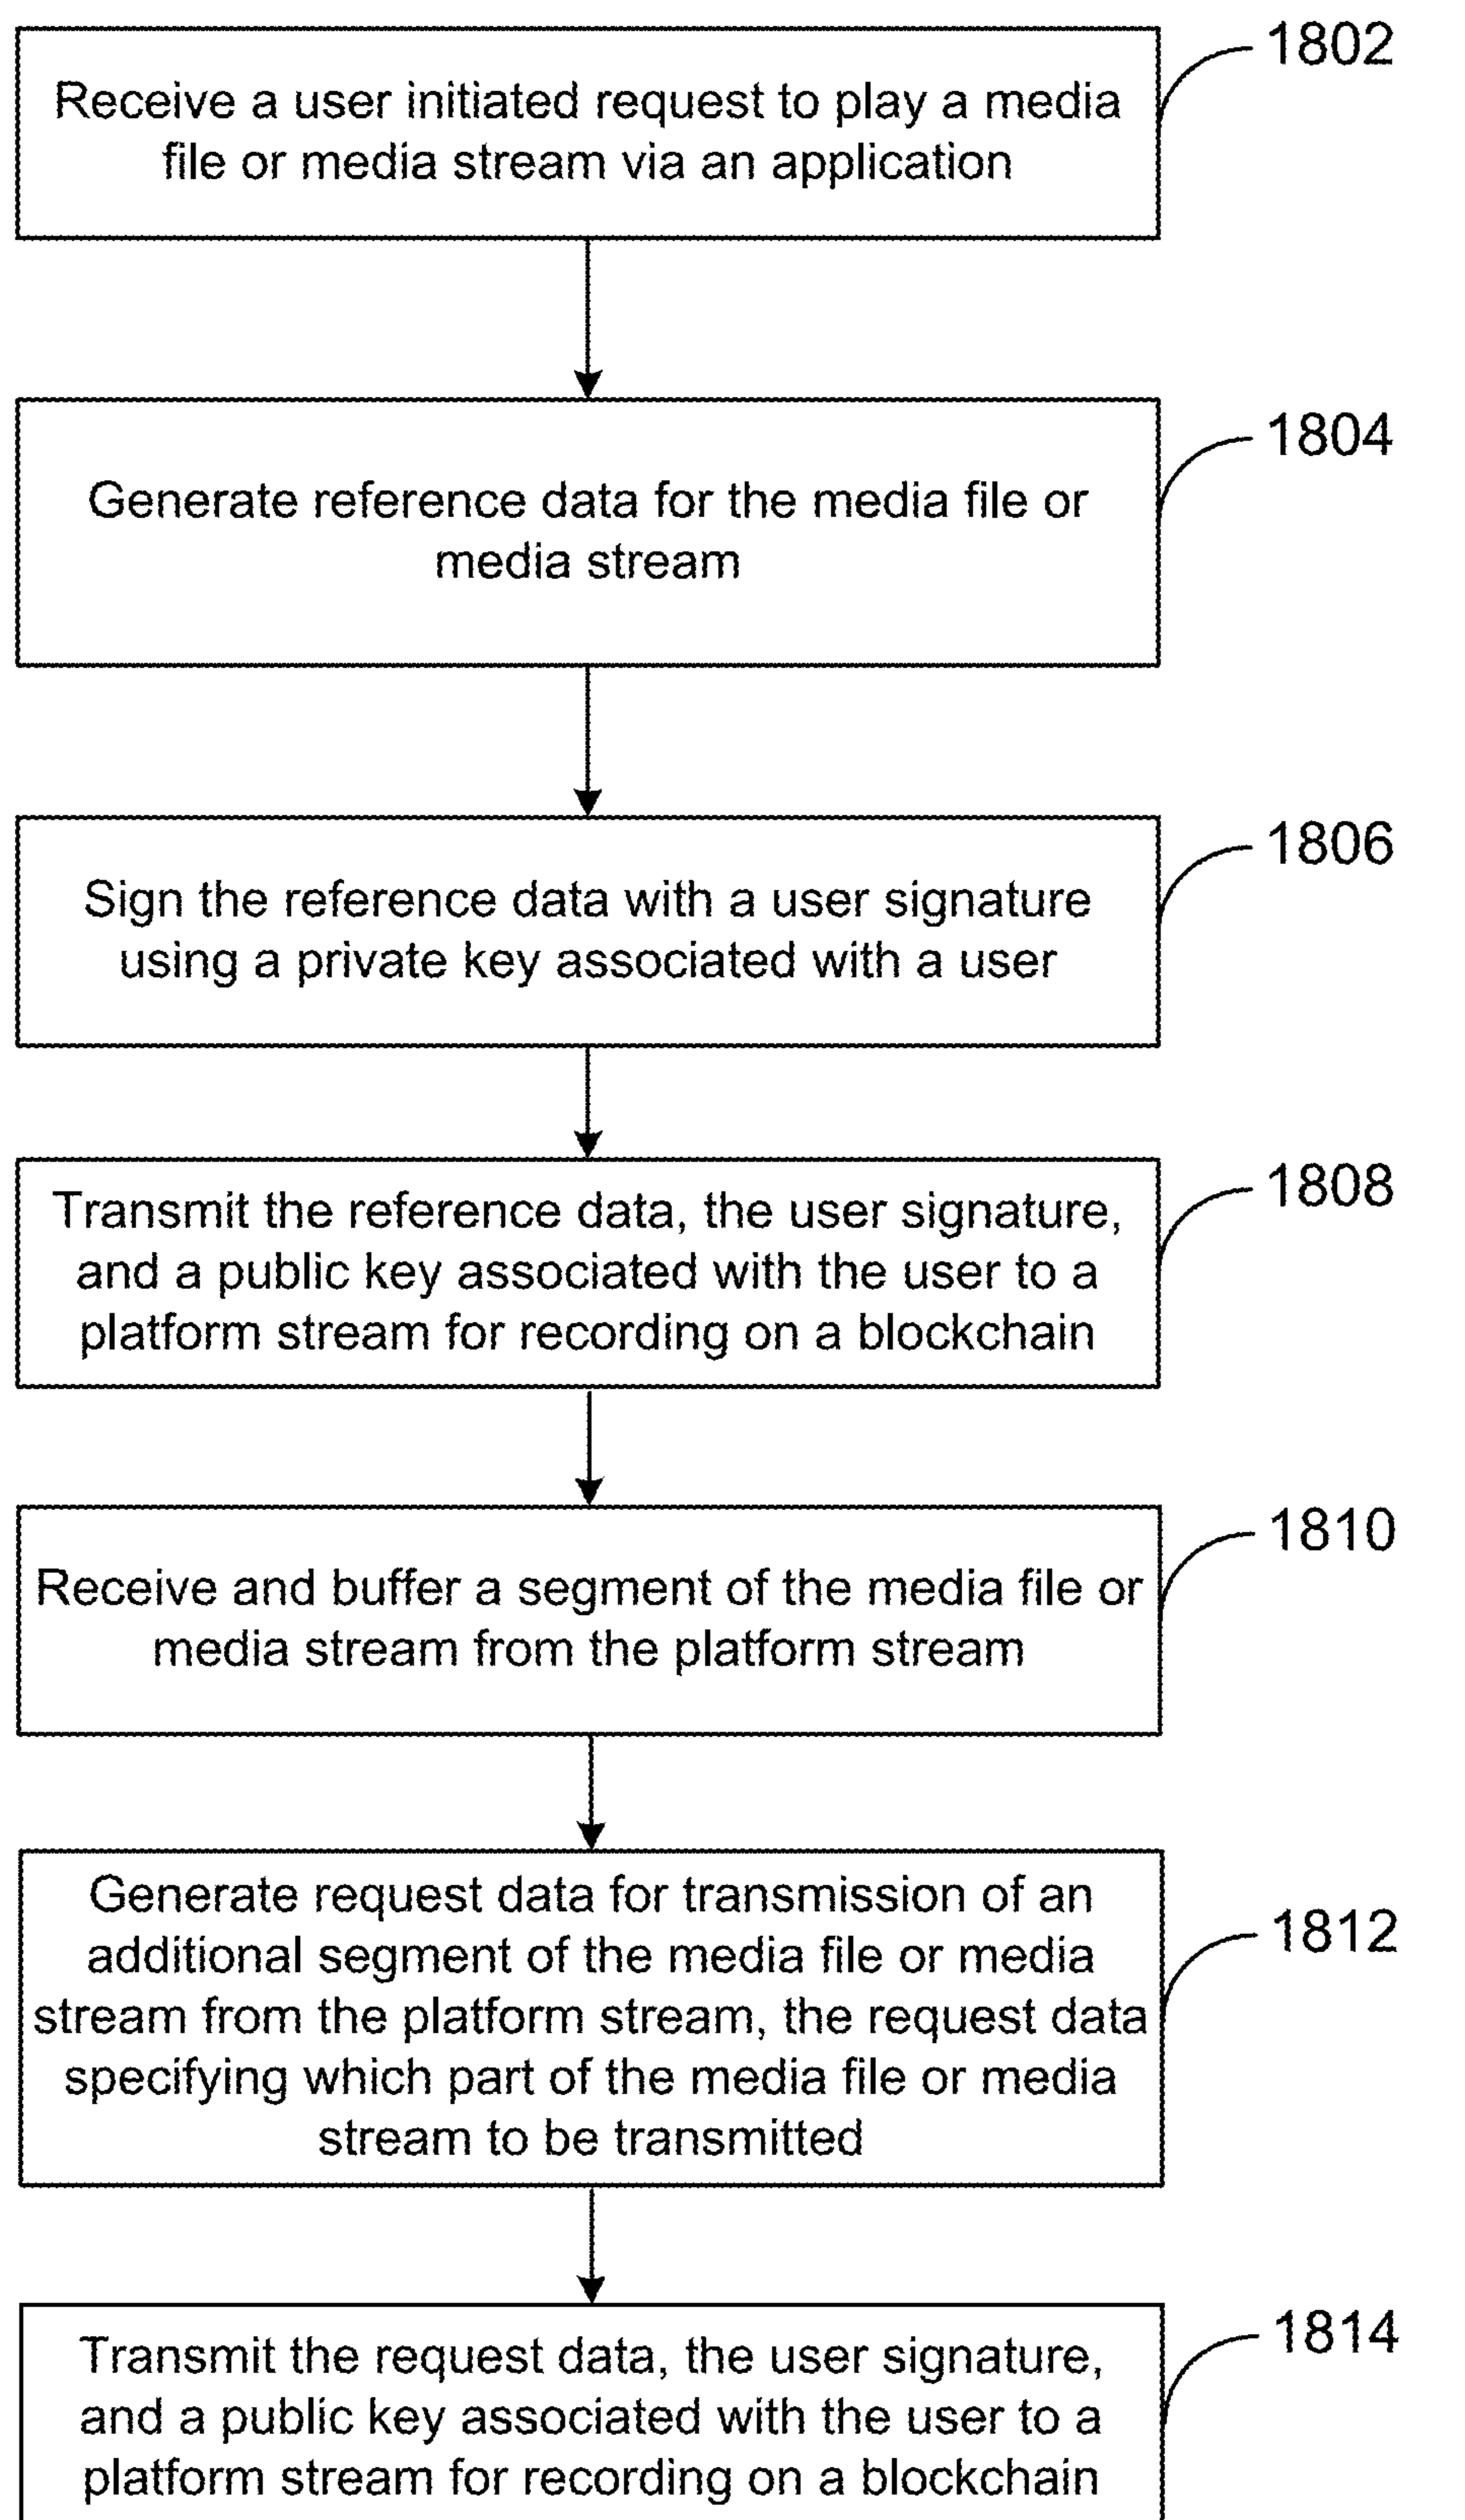 1802
Receive a user initiated request to play a media
file or media stream via an application
1804
Generate reference data for the media file or
media stream
1806
Sign the reference data with a user signature
using a private key associated with a user
1808
Transmit the reference data, the user signature,
and a public key associated with the user to a
platform stream for recording on a blockchain
1810
Receive and buffer a segment of the media file or
media stream from the platform stream
1812
Generate request data for transmission of an
additional segment of the media file or media
stream from the platform stream, the request data
specifying which part of the media file or media
stream to be transmitted
1814
Transmit the request data, the user signature,
and a public key associated with the user to a
platform stream for recording on a blockchain